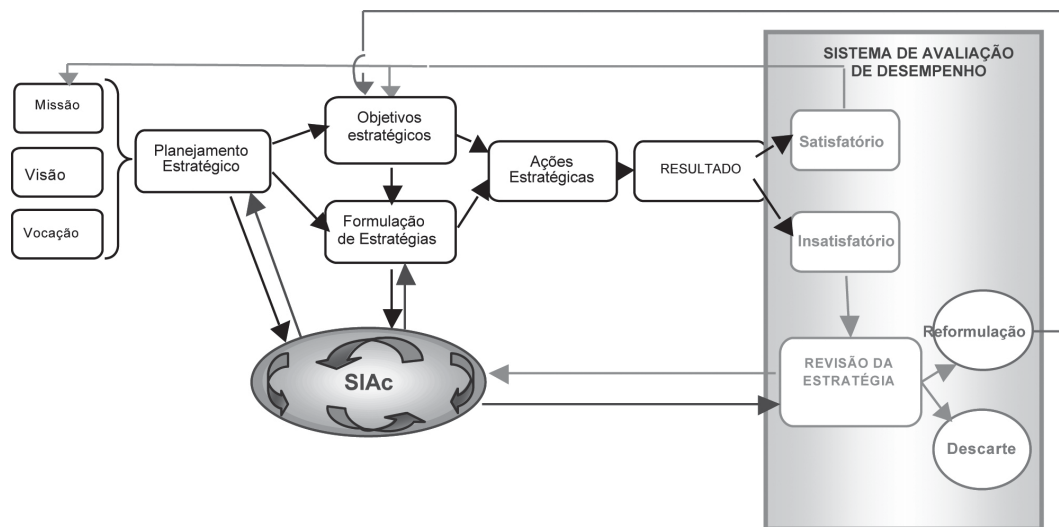 SISTEMA DE AVALIAÇÃO
DE DESEMPENHO
Missão
Visão
Vocação
Planejamento
Estratégico
Objetivos
estratégicos
Formulação
de Estratégias
Ações
Estratégicas
RESULTADO
Satisfatório
Insatisfatório
REVISÃO DA
ESTRATÉGIA
Reformulação
Descarte
SIAc